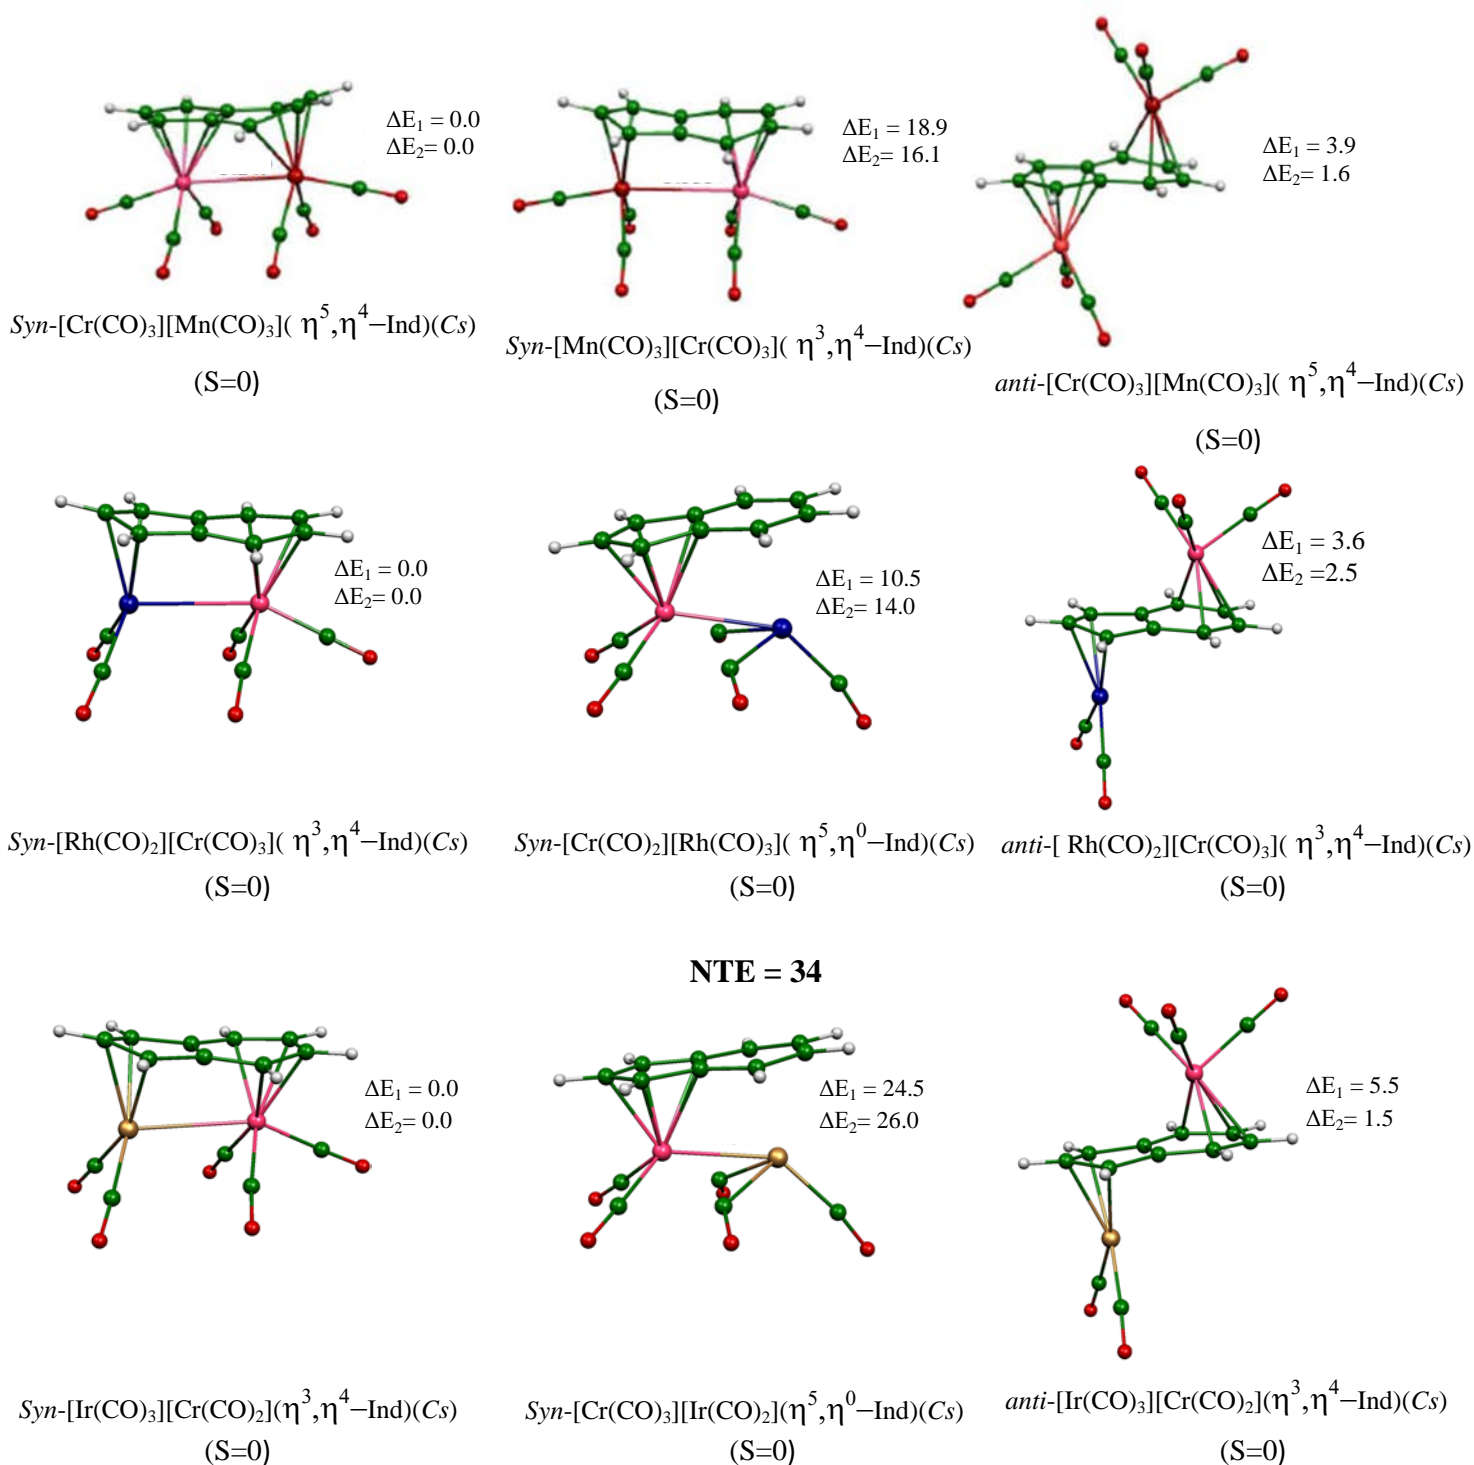 ΔE₁ = 0.0
ΔE₂= 0.0
Syn-[Cr(CO)₃][Mn(CO)₃]( η⁵,η⁴–Ind)(Cs)
(S=0)
ΔE₁ = 18.9
ΔE₂= 16.1
Syn-[Mn(CO)₃][Cr(CO)₃]( η³,η⁴–Ind)(Cs)
(S=0)
ΔE₁ = 3.9
ΔE₂= 1.6
anti-[Cr(CO)₃][Mn(CO)₃]( η⁵,η⁴–Ind)(Cs)
(S=0)
ΔE₁ = 0.0
ΔE₂= 0.0
Syn-[Rh(CO)₂][Cr(CO)₃]( η³,η⁴–Ind)(Cs)
(S=0)
ΔE₁ = 10.5
ΔE₂= 14.0
Syn-[Cr(CO)₂][Rh(CO)₃]( η⁵,η⁰–Ind)(Cs)
(S=0)
ΔE₁ = 3.6
ΔE₂ =2.5
anti-[ Rh(CO)₂][Cr(CO)₃]( η³,η⁴–Ind)(Cs)
(S=0)
NTE = 34
ΔE₁ = 0.0
ΔE₂= 0.0
Syn-[Ir(CO)₃][Cr(CO)₂](η³,η⁴–Ind)(Cs)
(S=0)
ΔE₁ = 24.5
ΔE₂= 26.0
Syn-[Cr(CO)₃][Ir(CO)₂](η⁵,η⁰–Ind)(Cs)
(S=0)
ΔE₁ = 5.5
ΔE₂= 1.5
anti-[Ir(CO)₃][Cr(CO)₂](η³,η⁴–Ind)(Cs)
(S=0)